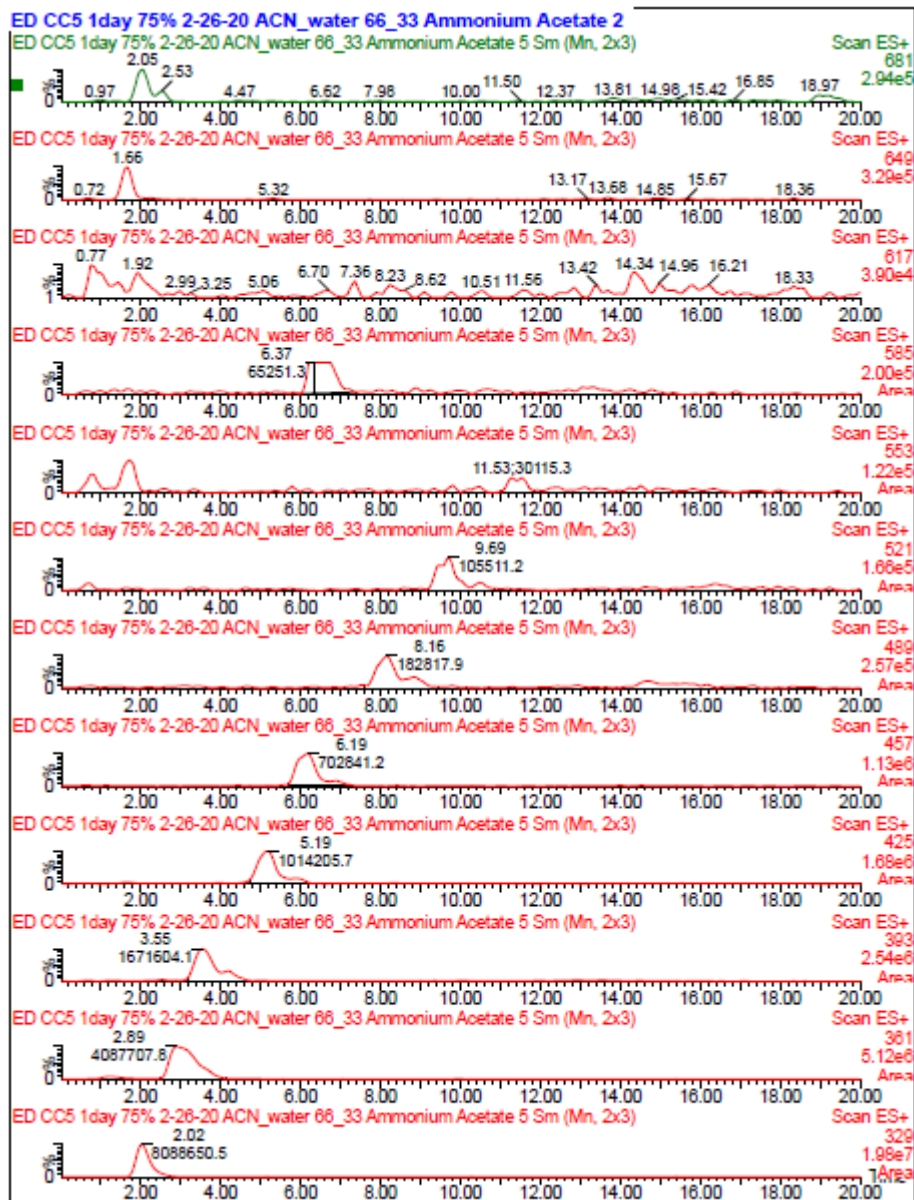 ED CC5 1day 75% 2-26-20 ACN_water 66_33 Ammonium Acetate 2
ED CC5 1day 75% 2-26-20 ACN_water 66_33 Ammonium Acetate 5 Sm (Mn, 2x3) Scan ES+
681
2.94e5
%
0
0.97 2.05 2.53 4.47 6.62 7.98 10.00 11.50 12.37 13.81 14.98 15.42 16.85 18.97
2.00 4.00 6.00 8.00 10.00 12.00 14.00 16.00 18.00 20.00
ED CC5 1day 75% 2-26-20 ACN_water 66_33 Ammonium Acetate 5 Sm (Mn, 2x3) Scan ES+
649
3.29e5
%
1
0.72 1.66 5.32 13.17 13.68 14.85 15.67 18.36
2.00 4.00 6.00 8.00 10.00 12.00 14.00 16.00 18.00 20.00
ED CC5 1day 75% 2-26-20 ACN_water 66_33 Ammonium Acetate 5 Sm (Mn, 2x3) Scan ES+
617
3.90e4
%
1
0.77 1.92 2.99 3.25 5.06 6.70 7.36 8.23 8.62 10.51 11.56 13.42 14.34 14.96 16.21 18.33
2.00 4.00 6.00 8.00 10.00 12.00 14.00 16.00 18.00 20.00
ED CC5 1day 75% 2-26-20 ACN_water 66_33 Ammonium Acetate 5 Sm (Mn, 2x3) Scan ES+
585
2.00e5
Area
%
0
6.37
65251.3
2.00 4.00 6.00 8.00 10.00 12.00 14.00 16.00 18.00 20.00
ED CC5 1day 75% 2-26-20 ACN_water 66_33 Ammonium Acetate 5 Sm (Mn, 2x3) Scan ES+
553
1.22e5
Area
%
0
11.53;30115.3
2.00 4.00 6.00 8.00 10.00 12.00 14.00 16.00 18.00 20.00
ED CC5 1day 75% 2-26-20 ACN_water 66_33 Ammonium Acetate 5 Sm (Mn, 2x3) Scan ES+
521
1.66e5
Area
%
0
9.69
105511.2
2.00 4.00 6.00 8.00 10.00 12.00 14.00 16.00 18.00 20.00
ED CC5 1day 75% 2-26-20 ACN_water 66_33 Ammonium Acetate 5 Sm (Mn, 2x3) Scan ES+
489
2.57e5
Area
%
0
8.16
182817.9
2.00 4.00 6.00 8.00 10.00 12.00 14.00 16.00 18.00 20.00
ED CC5 1day 75% 2-26-20 ACN_water 66_33 Ammonium Acetate 5 Sm (Mn, 2x3) Scan ES+
457
1.13e6
Area
%
0
6.19
702841.2
2.00 4.00 6.00 8.00 10.00 12.00 14.00 16.00 18.00 20.00
ED CC5 1day 75% 2-26-20 ACN_water 66_33 Ammonium Acetate 5 Sm (Mn, 2x3) Scan ES+
425
1.68e6
Area
%
0
5.19
1014205.7
2.00 4.00 6.00 8.00 10.00 12.00 14.00 16.00 18.00 20.00
ED CC5 1day 75% 2-26-20 ACN_water 66_33 Ammonium Acetate 5 Sm (Mn, 2x3) Scan ES+
393
2.54e6
Area
%
0
3.55
1671604.1
2.00 4.00 6.00 8.00 10.00 12.00 14.00 16.00 18.00 20.00
ED CC5 1day 75% 2-26-20 ACN_water 66_33 Ammonium Acetate 5 Sm (Mn, 2x3) Scan ES+
361
5.12e6
Area
%
0
2.89
4087707.8
2.00 4.00 6.00 8.00 10.00 12.00 14.00 16.00 18.00 20.00
ED CC5 1day 75% 2-26-20 ACN_water 66_33 Ammonium Acetate 5 Sm (Mn, 2x3) Scan ES+
329
1.98e7
Area
%
0
2.02
8088650.5
2.00 4.00 6.00 8.00 10.00 12.00 14.00 16.00 18.00 20.00